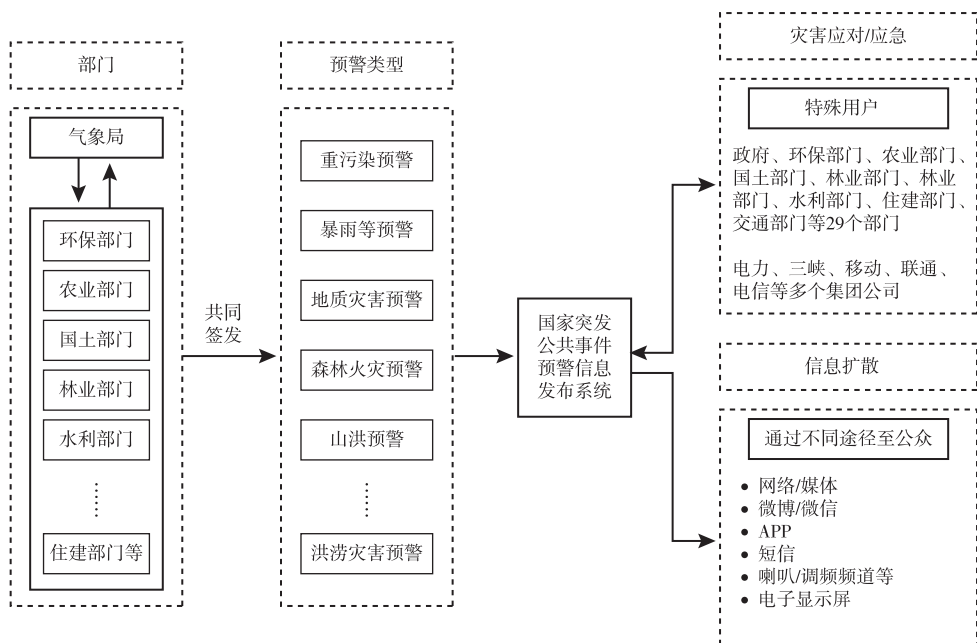 部门
气象局
环保部门
农业部门
国土部门
林业部门
水利部门
……
住建部门等
共同
签发
预警类型
重污染预警
暴雨等预警
地质灾害预警
森林火灾预警
山洪预警
……
洪涝灾害预警
国家突发
公共事件
预警信息
发布系统
灾害应对/应急
特殊用户
政府、环保部门、农业部门、
国土部门、林业部门、林业
部门、水利部门、住建部门、
交通部门等29个部门
电力、三峡、移动、联通、
电信等多个集团公司
信息扩散
通过不同途径至公众
• 网络/媒体
• 微博/微信
• APP
• 短信
• 喇叭/调频频道等
• 电子显示屏